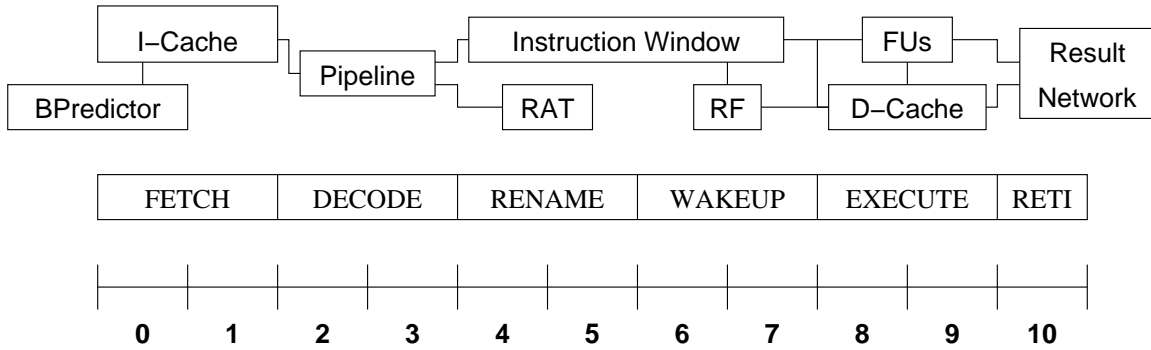 I−Cache
Instruction Window
FUs
Result
Network
Pipeline
BPredictor
RAT
RF
D−Cache
FETCH DECODE RENAME WAKEUP EXECUTE RETI
0 1 2 3 4 5 6 7 8 9 10